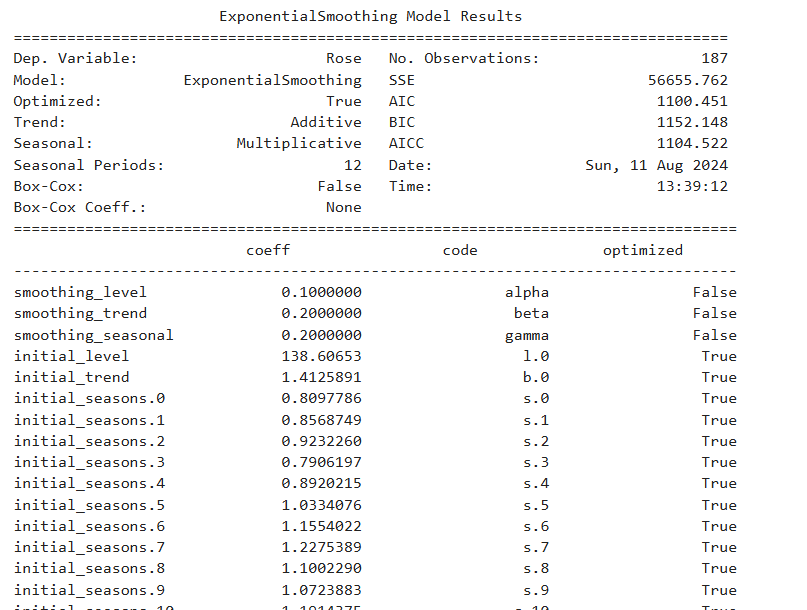 ExponentialSmoothing Model Results
==============================================================================
Dep. Variable: Rose No. Observations: 187
Model: ExponentialSmoothing SSE 56655.762
Optimized: True AIC 1100.451
Trend: Additive BIC 1152.148
Seasonal: Multiplicative AICC 1104.522
Seasonal Periods: 12 Date: Sun, 11 Aug 2024
Box-Cox: False Time: 13:39:12
Box-Cox Coeff.: None
==============================================================================
coeff code optimized
------------------------------------------------------------------------------
smoothing_level 0.1000000 alpha False
smoothing_trend 0.2000000 beta False
smoothing_seasonal 0.2000000 gamma False
initial_level 138.60653 l.0 True
initial_trend 1.4125891 b.0 True
initial_seasons.0 0.8097786 s.0 True
initial_seasons.1 0.8568749 s.1 True
initial_seasons.2 0.9232260 s.2 True
initial_seasons.3 0.7906197 s.3 True
initial_seasons.4 0.8920215 s.4 True
initial_seasons.5 1.0334076 s.5 True
initial_seasons.6 1.1554022 s.6 True
initial_seasons.7 1.2275389 s.7 True
initial_seasons.8 1.1002290 s.8 True
initial_seasons.9 1.0723883 s.9 True